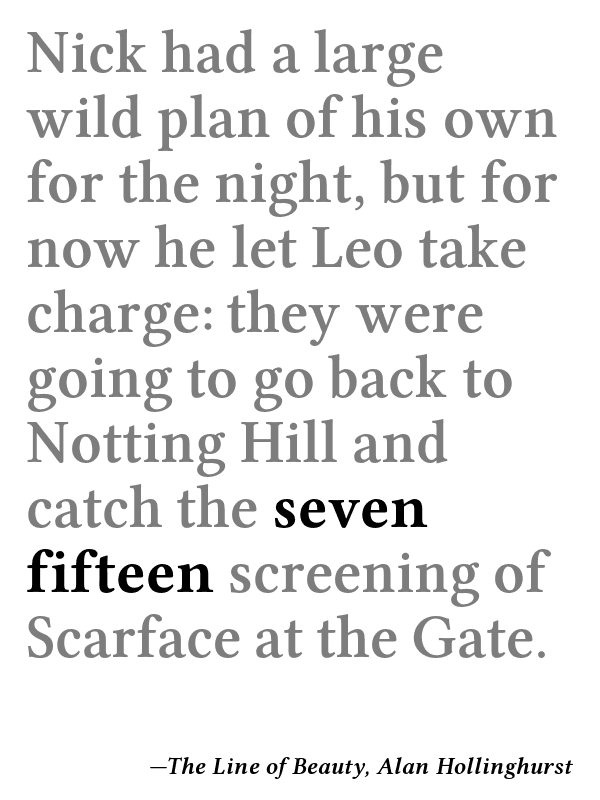 Nick had a large
wild plan of his own
for the night, but for
now he let Leo take
charge: they were
going to go back to
Notting Hill and
catch the seven
fifteen screening of
Scarface at the Gate.
—The Line of Beauty, Alan Hollinghurst